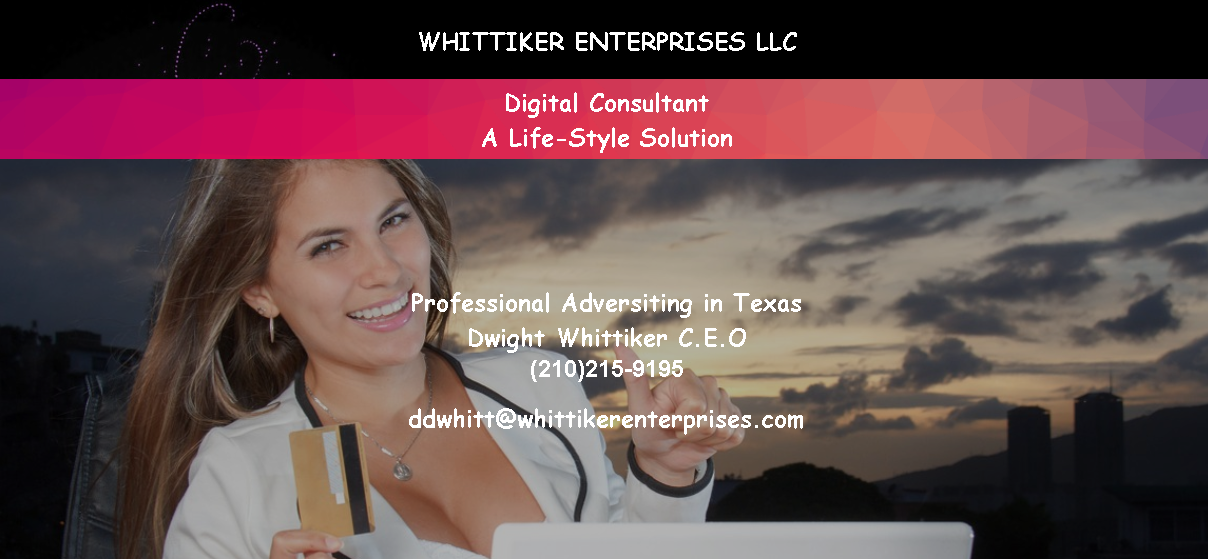 WHITTIKER ENTERPRISES LLC
Digital Consultant
A Life-Style Solution
Professional Adversiting in Texas
Dwight Whittiker C.E.O
(210)215-9195
ddwhitt@whittikerenterprises.com